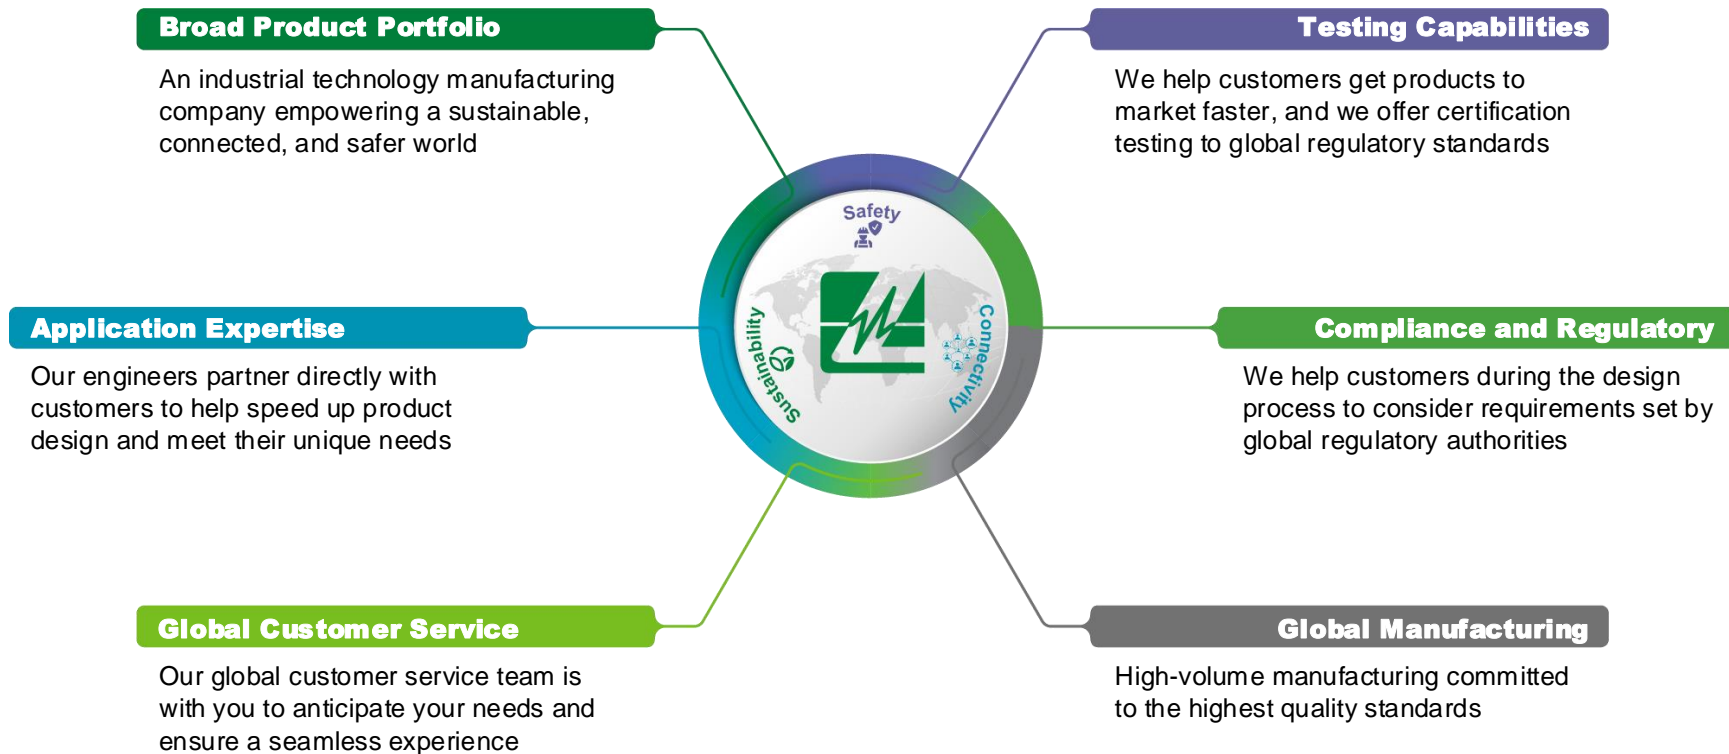 Broad Product Portfolio
An industrial technology manufacturing
company empowering a sustainable,
connected, and safer world
Testing Capabilities
We help customers get products to
market faster, and we offer certification
testing to global regulatory standards
Safety
Sustainability
Connectivity
Application Expertise
Our engineers partner directly with
customers to help speed up product
design and meet their unique needs
Compliance and Regulatory
We help customers during the design
process to consider requirements set by
global regulatory authorities
Global Customer Service
Our global customer service team is
with you to anticipate your needs and
ensure a seamless experience
Global Manufacturing
High-volume manufacturing committed
to the highest quality standards